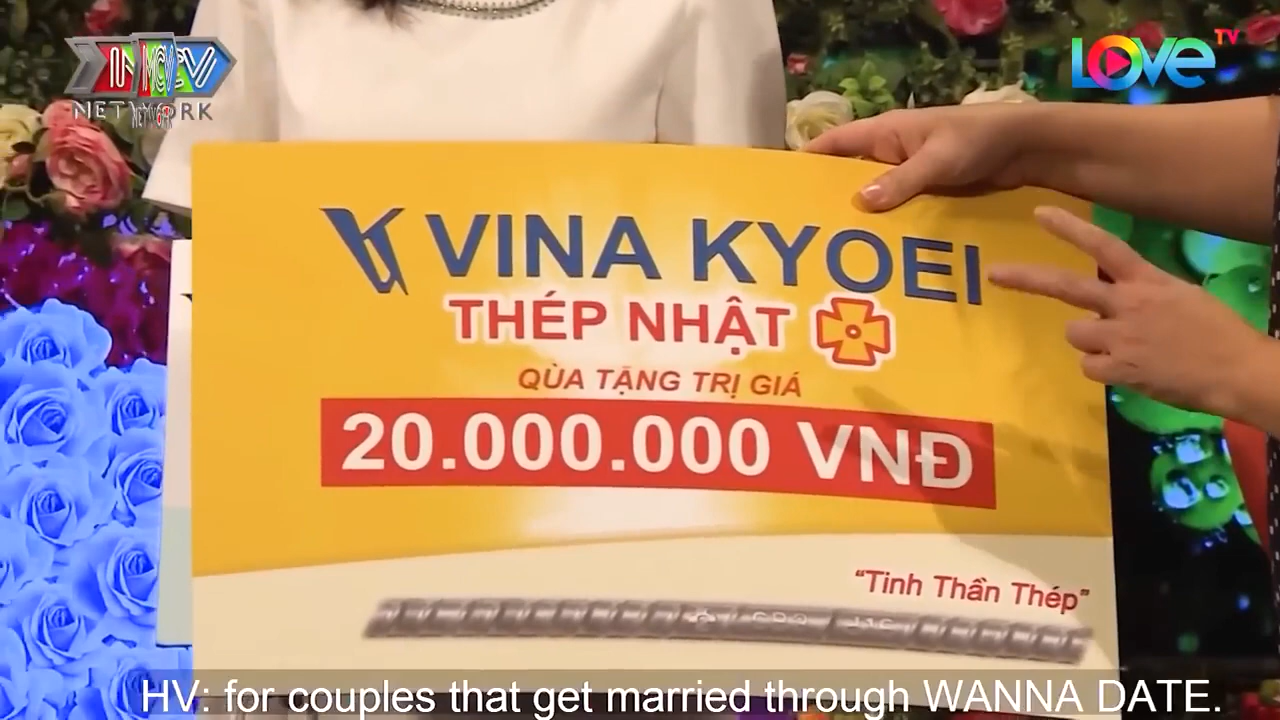 MCV
NETWORK
LOVE TV
VINA KYOEI
THÉP NHẬT
QÙA TẶNG TRỊ GIÁ
20.000.000 VNĐ
“Tinh Thần Thép”
HV: for couples that get married through WANNA DATE.